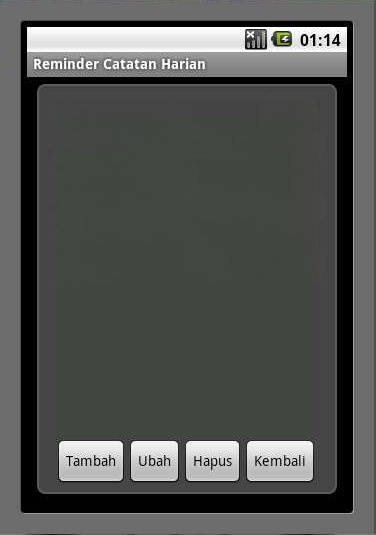 01:14
Reminder Catatan Harian
Tambah Ubah Hapus Kembali